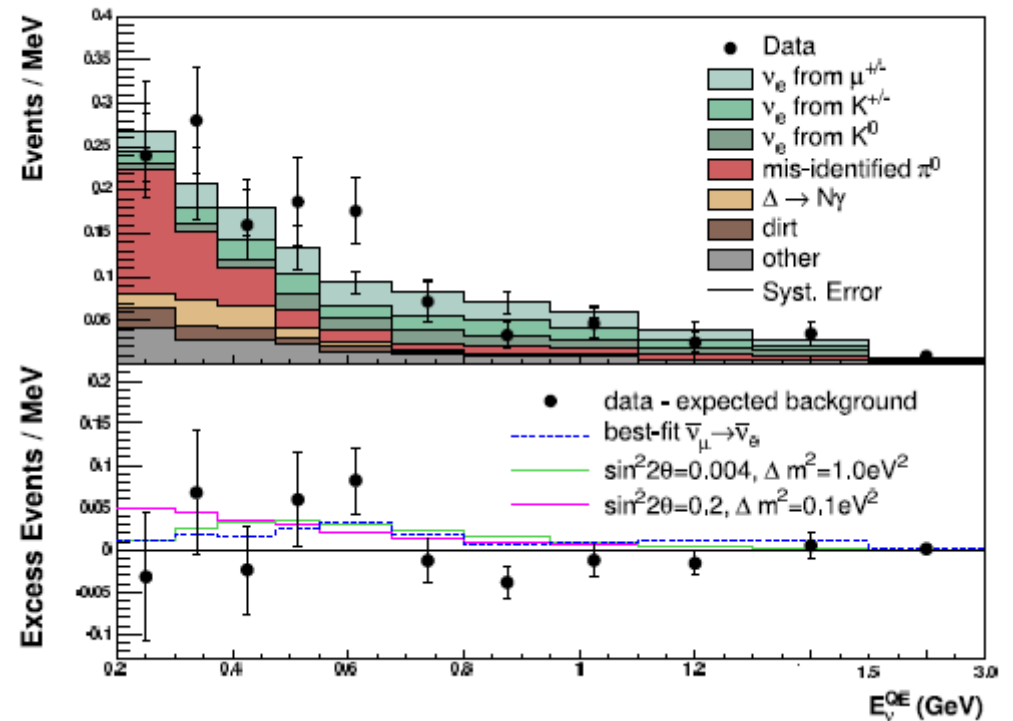 Events / MeV
0.4
0.35
0.3
0.25
0.2
0.15
0.1
0.05
Data
νe from μ+/-
νe from K+/-
νe from K0
mis-identified π0
Δ → Nγ
dirt
other
Syst. Error
Excess Events / MeV
0.2
0.15
0.1
0.05
0
-0.05
-0.1
data - expected background
best-fit ν̅μ→ν̅e
sin²2θ=0.004, Δ m²=1.0eV²
sin²2θ=0.2, Δ m²=0.1eV²
0.2 0.4 0.6 0.8 1 1.2 1.5 3.0
EνQE (GeV)